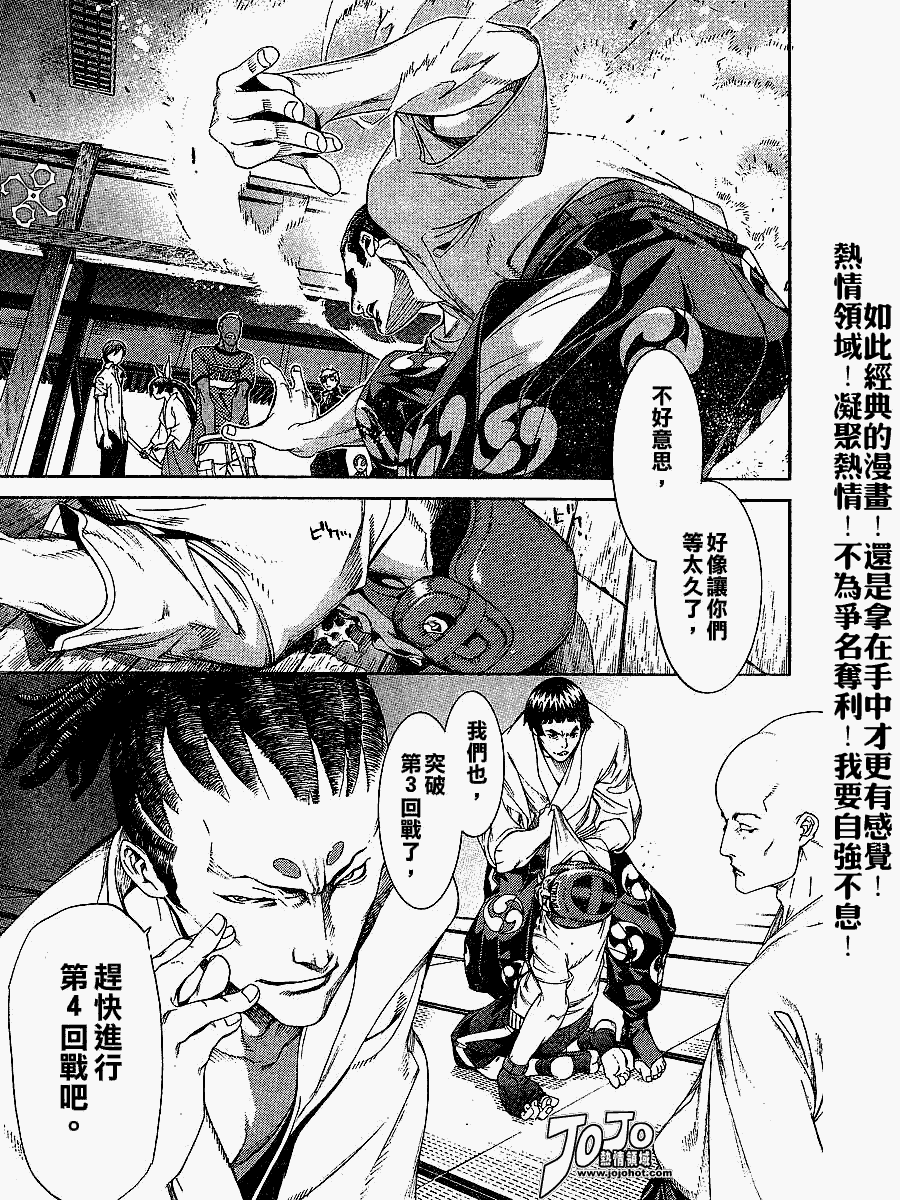 不好意思，
好像讓你們
等太久了，
ビビ
ビク
我們也，
突破
第3回戰了，
趕快進行
第4回戰吧。
如此經典的漫畫！還是拿在手中才更有感覺！
熱情領域！凝聚熱情！不為爭名奪利！我要自強不息！
JOJO
熱情領域
www.jojohot.com